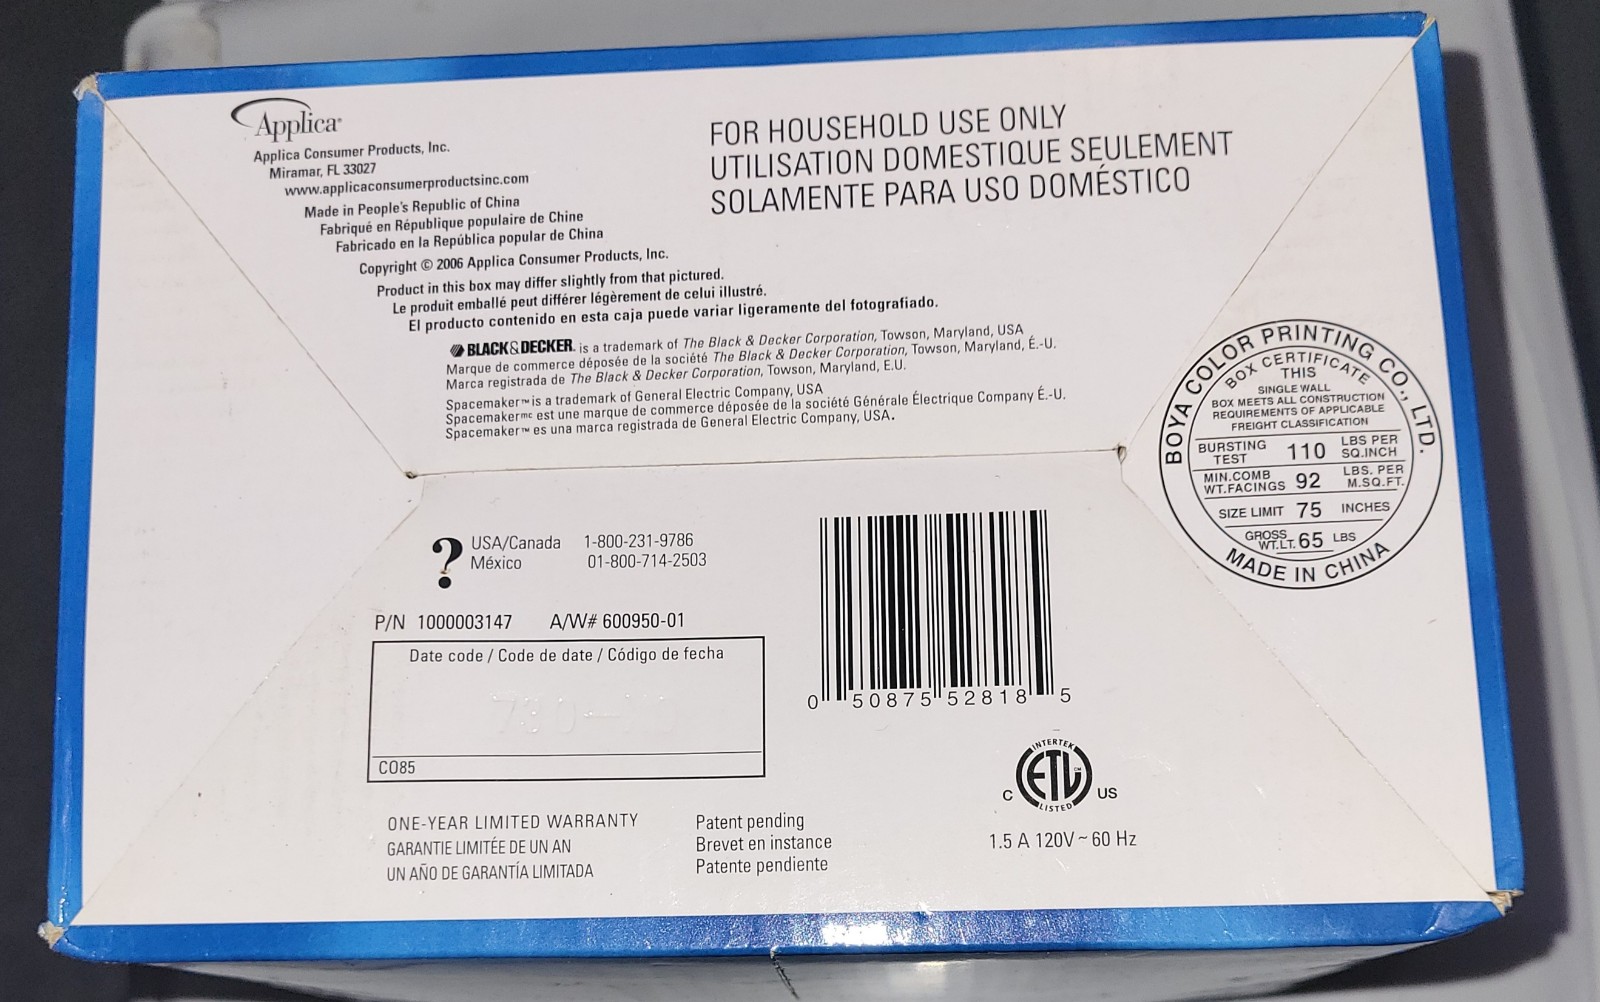 Applica®
Applica Consumer Products, Inc.
Miramar, FL 33027
www.applicaconsumerproductsinc.com
Made in People's Republic of China
Fabriqué en République populaire de Chine
Fabricado en la República popular de China
Copyright © 2006 Applica Consumer Products, Inc.
Product in this box may differ slightly from that pictured.
Le produit emballé peut différer légèrement de celui illustré.
El producto contenido en esta caja puede variar ligeramente del fotografiado.
BLACK&DECKER. is a trademark of The Black & Decker Corporation, Towson, Maryland, USA
Marque de commerce déposée de la société The Black & Decker Corporation, Towson, Maryland, É.-U.
Marca registrada de The Black & Decker Corporation, Towson, Maryland, E.U.
Spacemaker™ is a trademark of General Electric Company, USA
Spacemakermc est une marque de commerce déposée de la société Générale Électrique Company É.-U.
Spacemaker™ es una marca registrada de General Electric Company, USA.
FOR HOUSEHOLD USE ONLY
UTILISATION DOMESTIQUE SEULEMENT
SOLAMENTE PARA USO DOMÉSTICO
BOYA COLOR PRINTING CO., LTD.
BOX CERTIFICATE
THIS
SINGLE WALL
BOX MEETS ALL CONSTRUCTION
REQUIREMENTS OF APPLICABLE
FREIGHT CLASSIFICATION
BURSTING TEST 110 LBS PER SQ.INCH
MIN.COMB WT.FACINGS 92 LBS. PER M.SQ.FT.
SIZE LIMIT 75 INCHES
GROSS WT.LT. 65 LBS
MADE IN CHINA
? USA/Canada 1-800-231-9786
México 01-800-714-2503
P/N 1000003147 A/W# 600950-01
Date code / Code de date / Código de fecha
C085
0 50875 52818 5
INTERTEK
C ETL CM US
LISTED
1.5 A 120V ~ 60 Hz
ONE-YEAR LIMITED WARRANTY
GARANTIE LIMITÉE DE UN AN
UN AÑO DE GARANTÍA LIMITADA
Patent pending
Brevet en instance
Patente pendiente